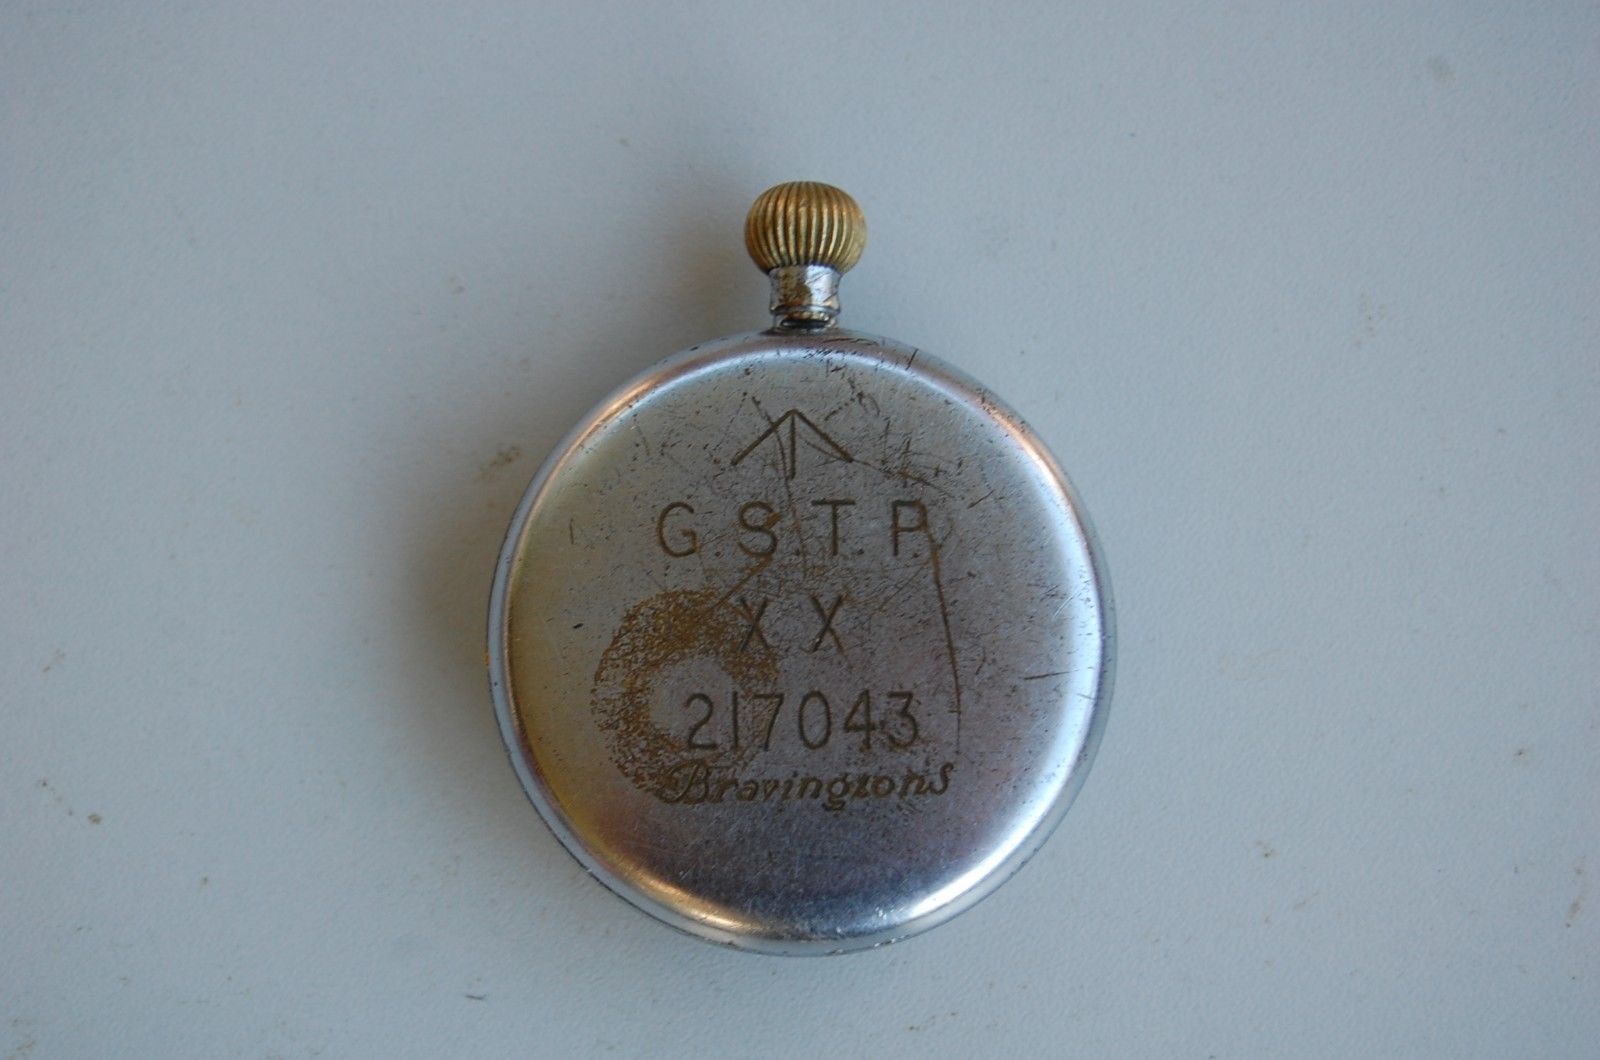 G.S.T.P.
XX
217043
Bravingtons